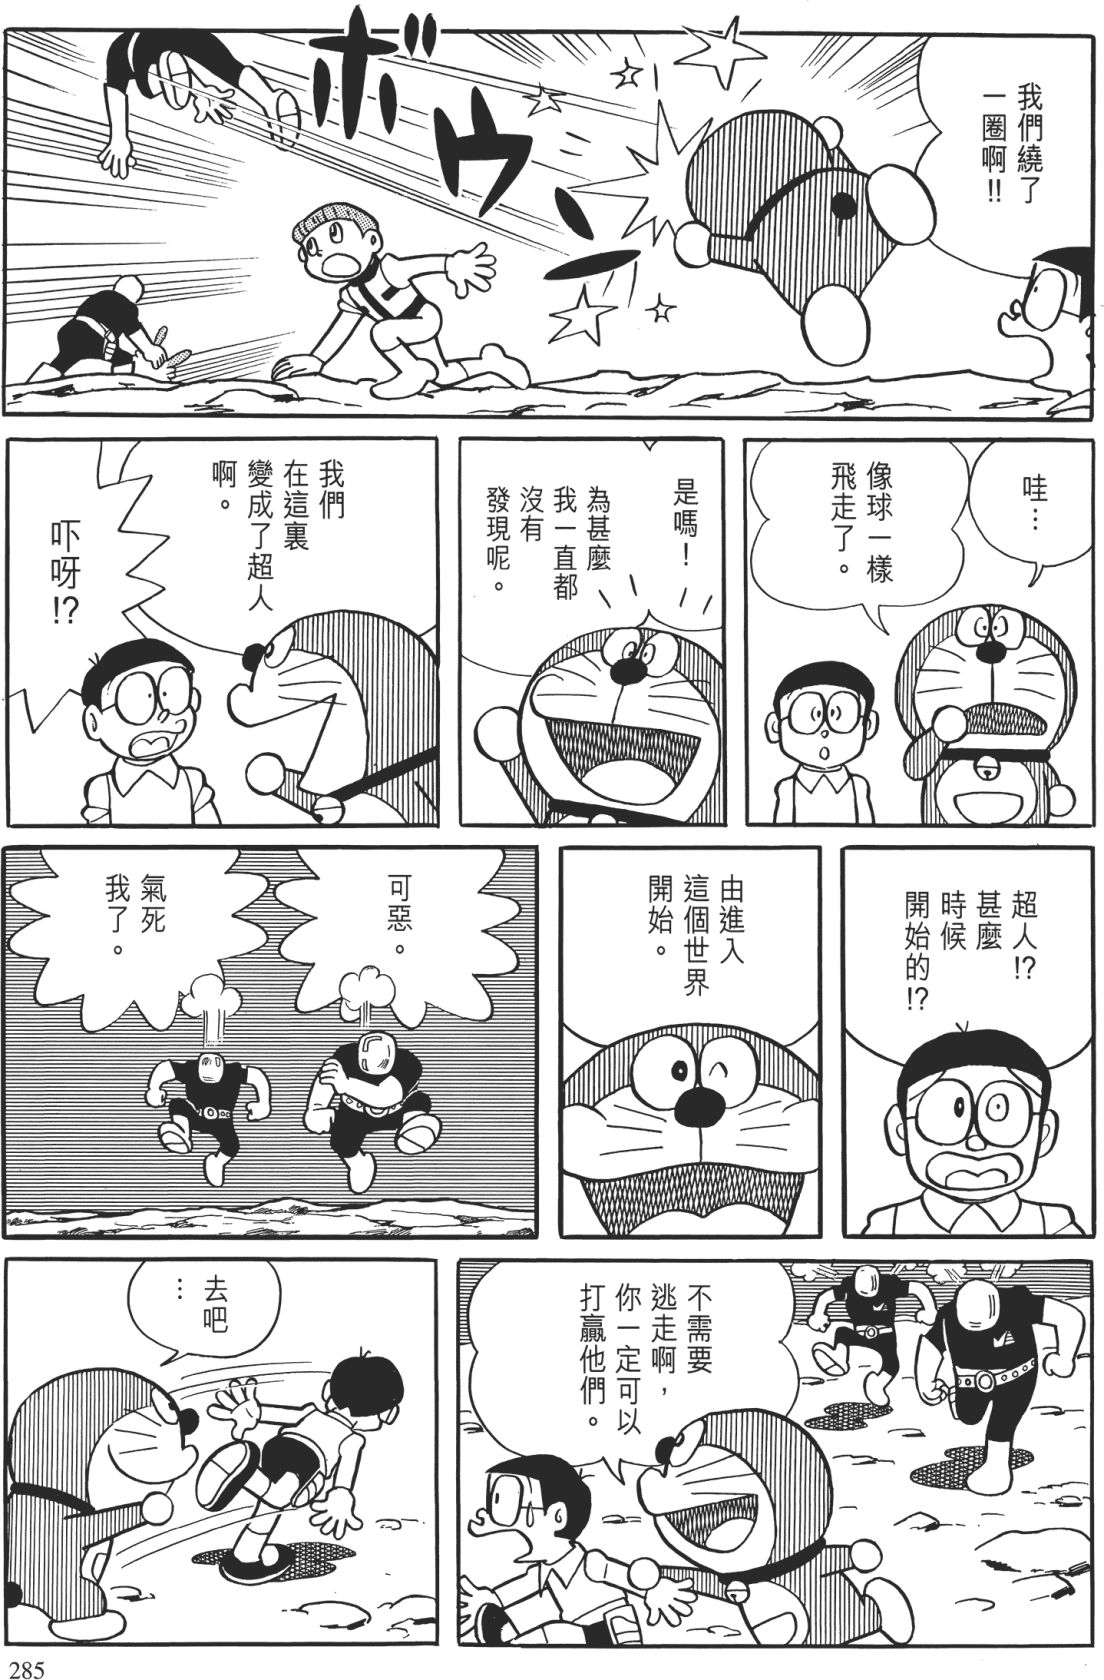 我們繞了
一圈啊!!
ボカッ
哇…
像球一樣
飛走了。
是嗎！
為甚麼
我一直都
沒有
發現呢。
我們
在這裏
變成了超人
啊。
吓呀!?
超人!?
甚麼
時候
開始的!?
由進入
這個世界
開始。
可惡。
氣死
我了。
不需要
逃走啊，
你一定可以
打贏他們。
去吧
…
285